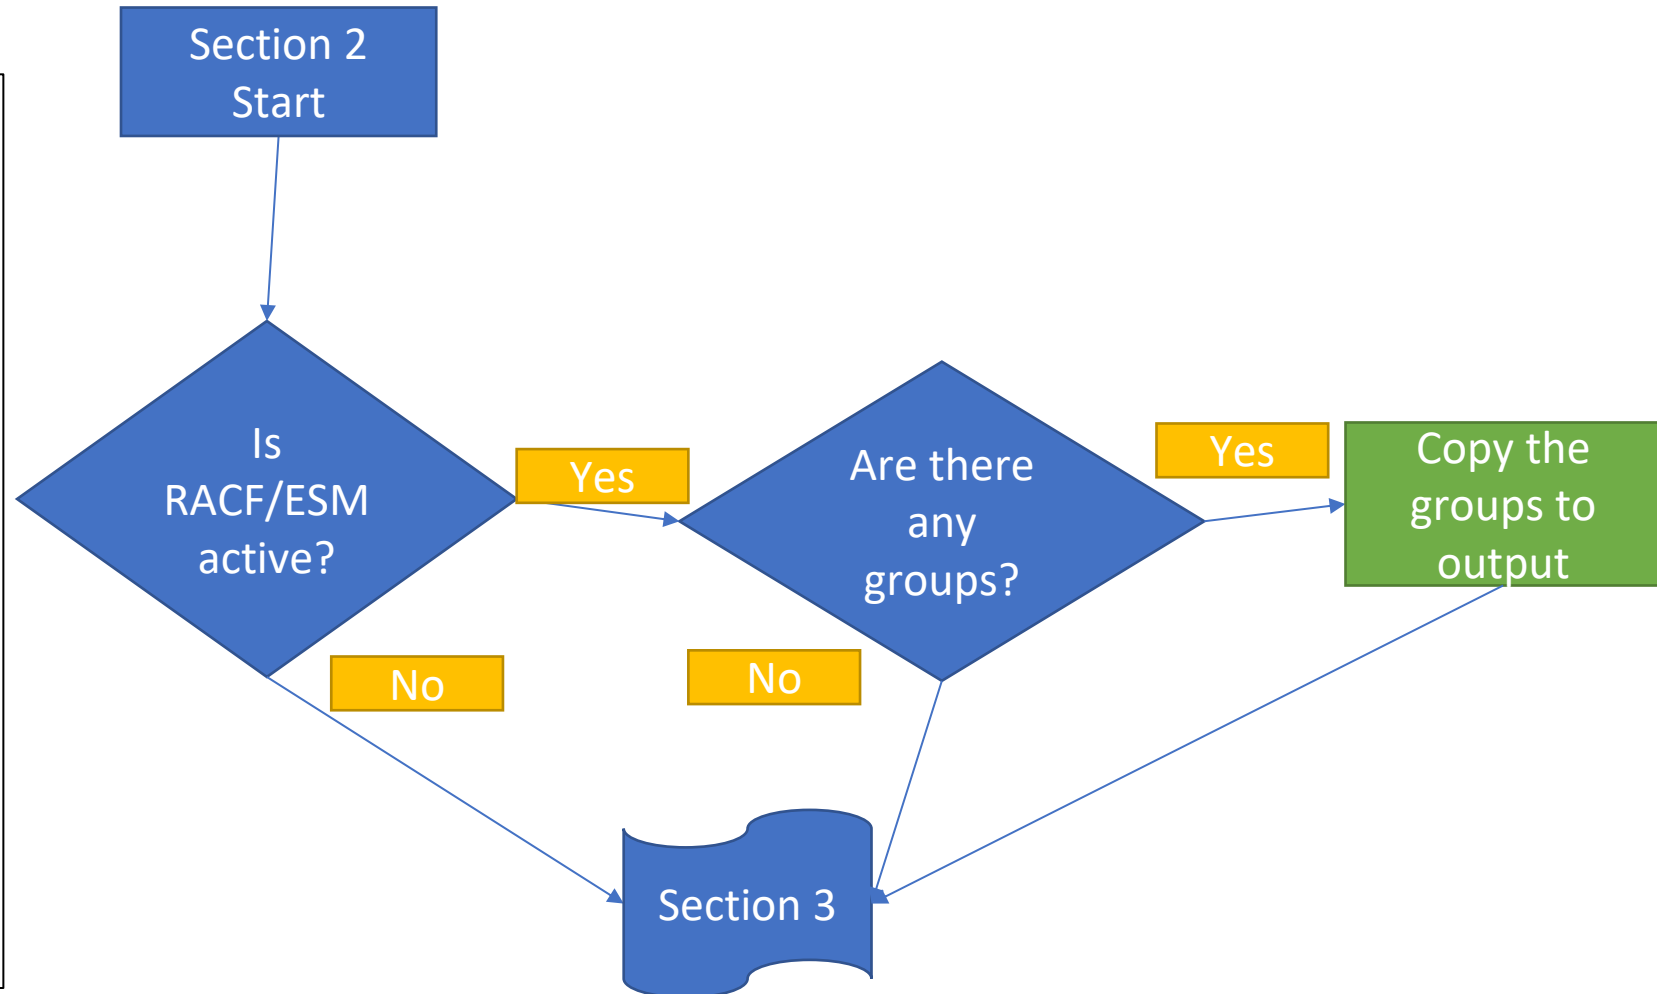 Section 2
Start
Is
RACF/ESM
active?
Yes
Are there
any
groups?
Yes
Copy the
groups to
output
No
No
Section 3